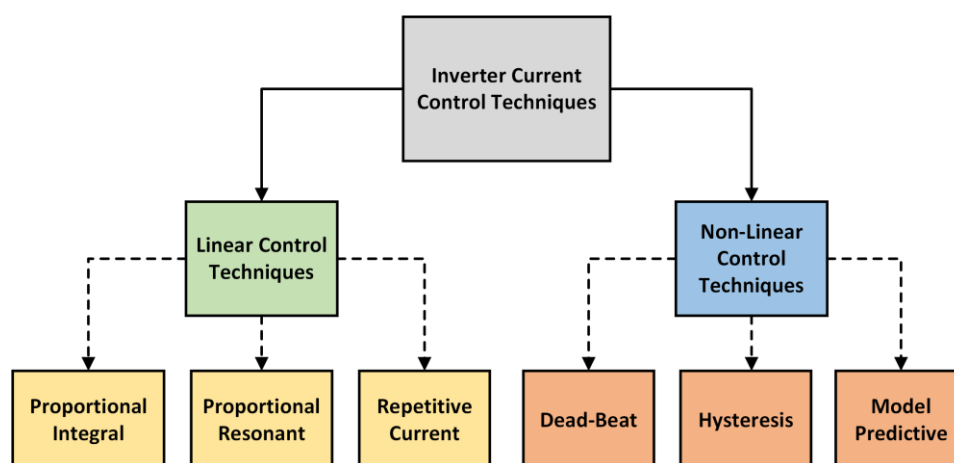 Inverter Current
Control Techniques
Linear Control
Techniques
Non-Linear
Control
Techniques
Proportional
Integral
Proportional
Resonant
Repetitive
Current
Dead-Beat
Hysteresis
Model
Predictive